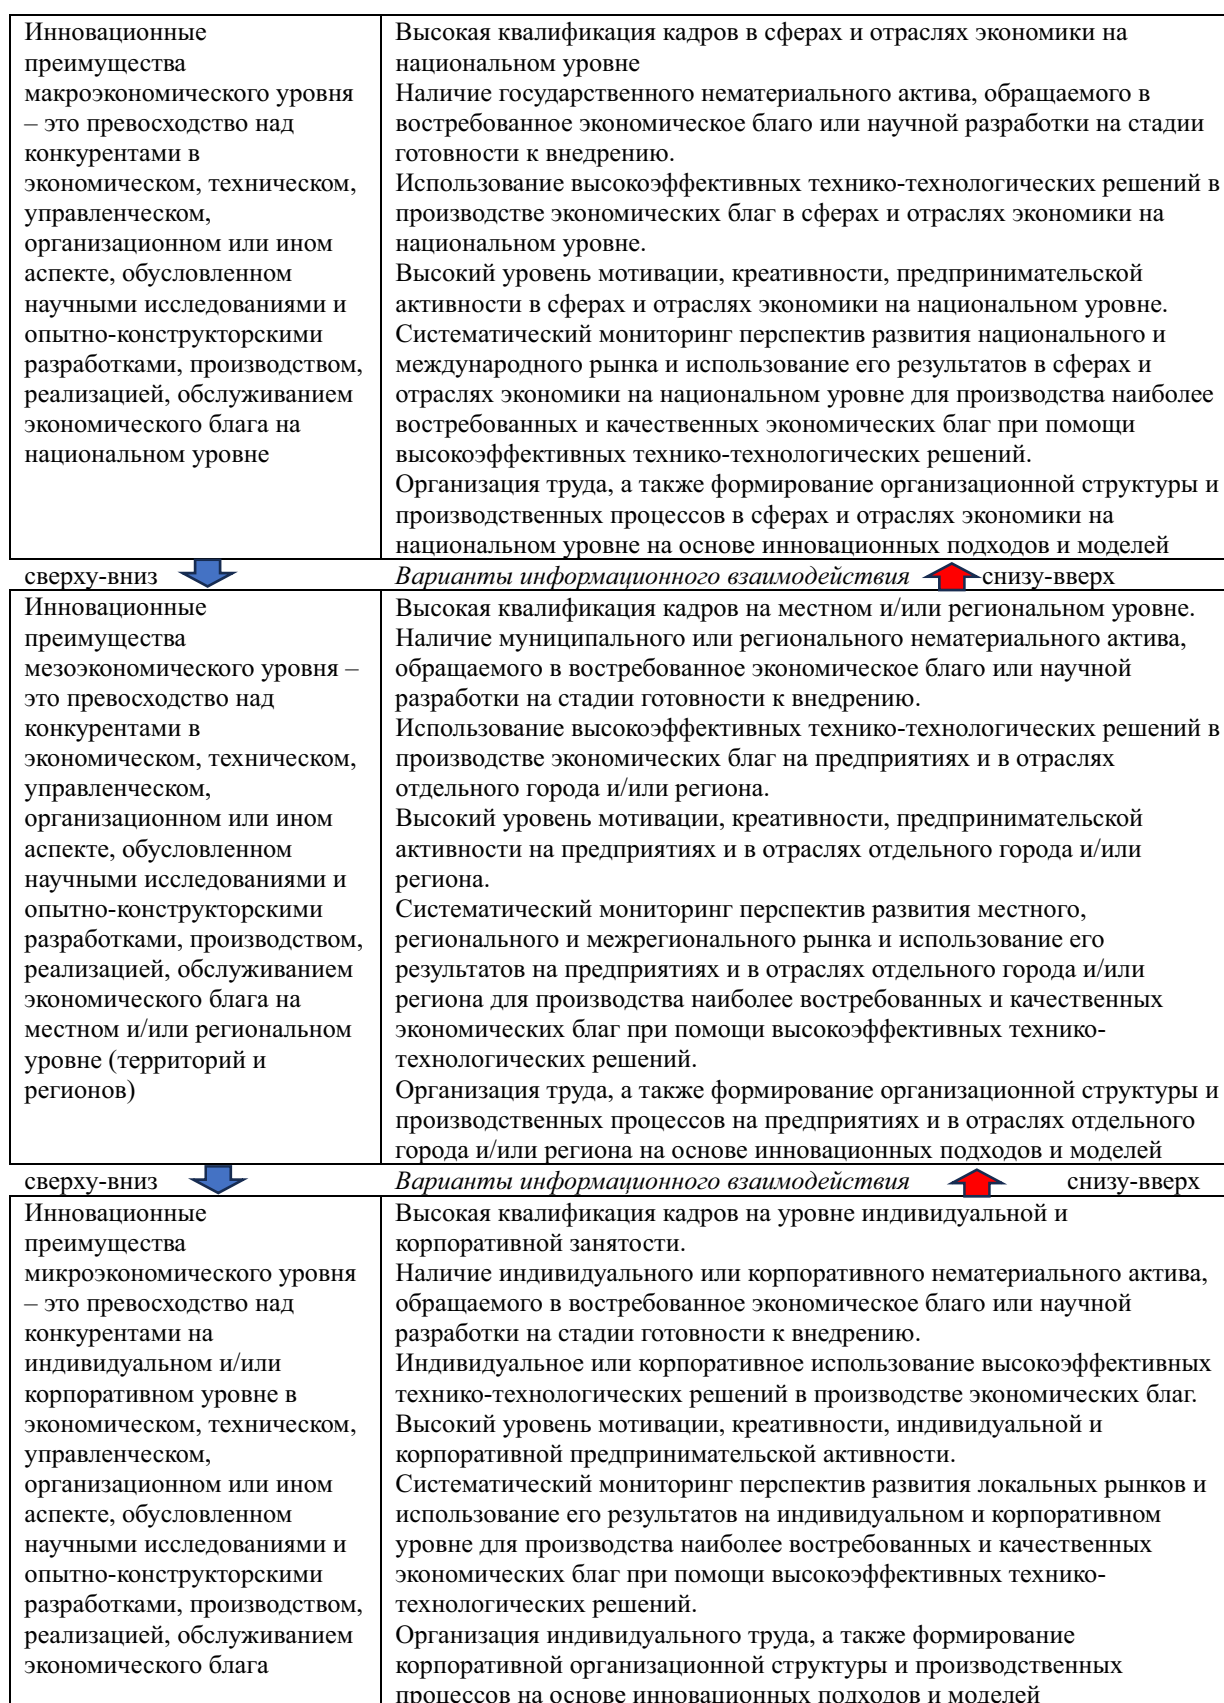 Инновационные
преимущества
макроэкономического уровня
– это превосходство над
конкурентами в
экономическом, техническом,
управленческом,
организационном или ином
аспекте, обусловленном
научными исследованиями и
опытно-конструкторскими
разработками, производством,
реализацией, обслуживанием
экономического блага на
национальном уровне
Высокая квалификация кадров в сферах и отраслях экономики на
национальном уровне
Наличие государственного нематериального актива, обращаемого в
востребованное экономическое благо или научной разработки на стадии
готовности к внедрению.
Использование высокоэффективных технико-технологических решений в
производстве экономических благ в сферах и отраслях экономики на
национальном уровне.
Высокий уровень мотивации, креативности, предпринимательской
активности в сферах и отраслях экономики на национальном уровне.
Систематический мониторинг перспектив развития национального и
международного рынка и использование его результатов в сферах и
отраслях экономики на национальном уровне для производства наиболее
востребованных и качественных экономических благ при помощи
высокоэффективных технико-технологических решений.
Организация труда, а также формирование организационной структуры и
производственных процессов в сферах и отраслях экономики на
национальном уровне на основе инновационных подходов и моделей
сверху-вниз Варианты информационного взаимодействия снизу-вверх
Инновационные
преимущества
мезоэкономического уровня –
это превосходство над
конкурентами в
экономическом, техническом,
управленческом,
организационном или ином
аспекте, обусловленном
научными исследованиями и
опытно-конструкторскими
разработками, производством,
реализацией, обслуживанием
экономического блага на
местном и/или региональном
уровне (территорий и
регионов)
Высокая квалификация кадров на местном и/или региональном уровне.
Наличие муниципального или регионального нематериального актива,
обращаемого в востребованное экономическое благо или научной
разработки на стадии готовности к внедрению.
Использование высокоэффективных технико-технологических решений в
производстве экономических благ на предприятиях и в отраслях
отдельного города и/или региона.
Высокий уровень мотивации, креативности, предпринимательской
активности на предприятиях и в отраслях отдельного города и/или
региона.
Систематический мониторинг перспектив развития местного,
регионального и межрегионального рынка и использование его
результатов на предприятиях и в отраслях отдельного города и/или
региона для производства наиболее востребованных и качественных
экономических благ при помощи высокоэффективных технико-
технологических решений.
Организация труда, а также формирование организационной структуры и
производственных процессов на предприятиях и в отраслях отдельного
города и/или региона на основе инновационных подходов и моделей
сверху-вниз Варианты информационного взаимодействия снизу-вверх
Инновационные
преимущества
микроэкономического уровня
– это превосходство над
конкурентами на
индивидуальном и/или
корпоративном уровне в
экономическом, техническом,
управленческом,
организационном или ином
аспекте, обусловленном
научными исследованиями и
опытно-конструкторскими
разработками, производством,
реализацией, обслуживанием
экономического блага
Высокая квалификация кадров на уровне индивидуальной и
корпоративной занятости.
Наличие индивидуального или корпоративного нематериального актива,
обращаемого в востребованное экономическое благо или научной
разработки на стадии готовности к внедрению.
Индивидуальное или корпоративное использование высокоэффективных
технико-технологических решений в производстве экономических благ.
Высокий уровень мотивации, креативности, индивидуальной и
корпоративной предпринимательской активности.
Систематический мониторинг перспектив развития локальных рынков и
использование его результатов на индивидуальном и корпоративном
уровне для производства наиболее востребованных и качественных
экономических благ при помощи высокоэффективных технико-
технологических решений.
Организация индивидуального труда, а также формирование
корпоративной организационной структуры и производственных
процессов на основе инновационных подходов и моделей